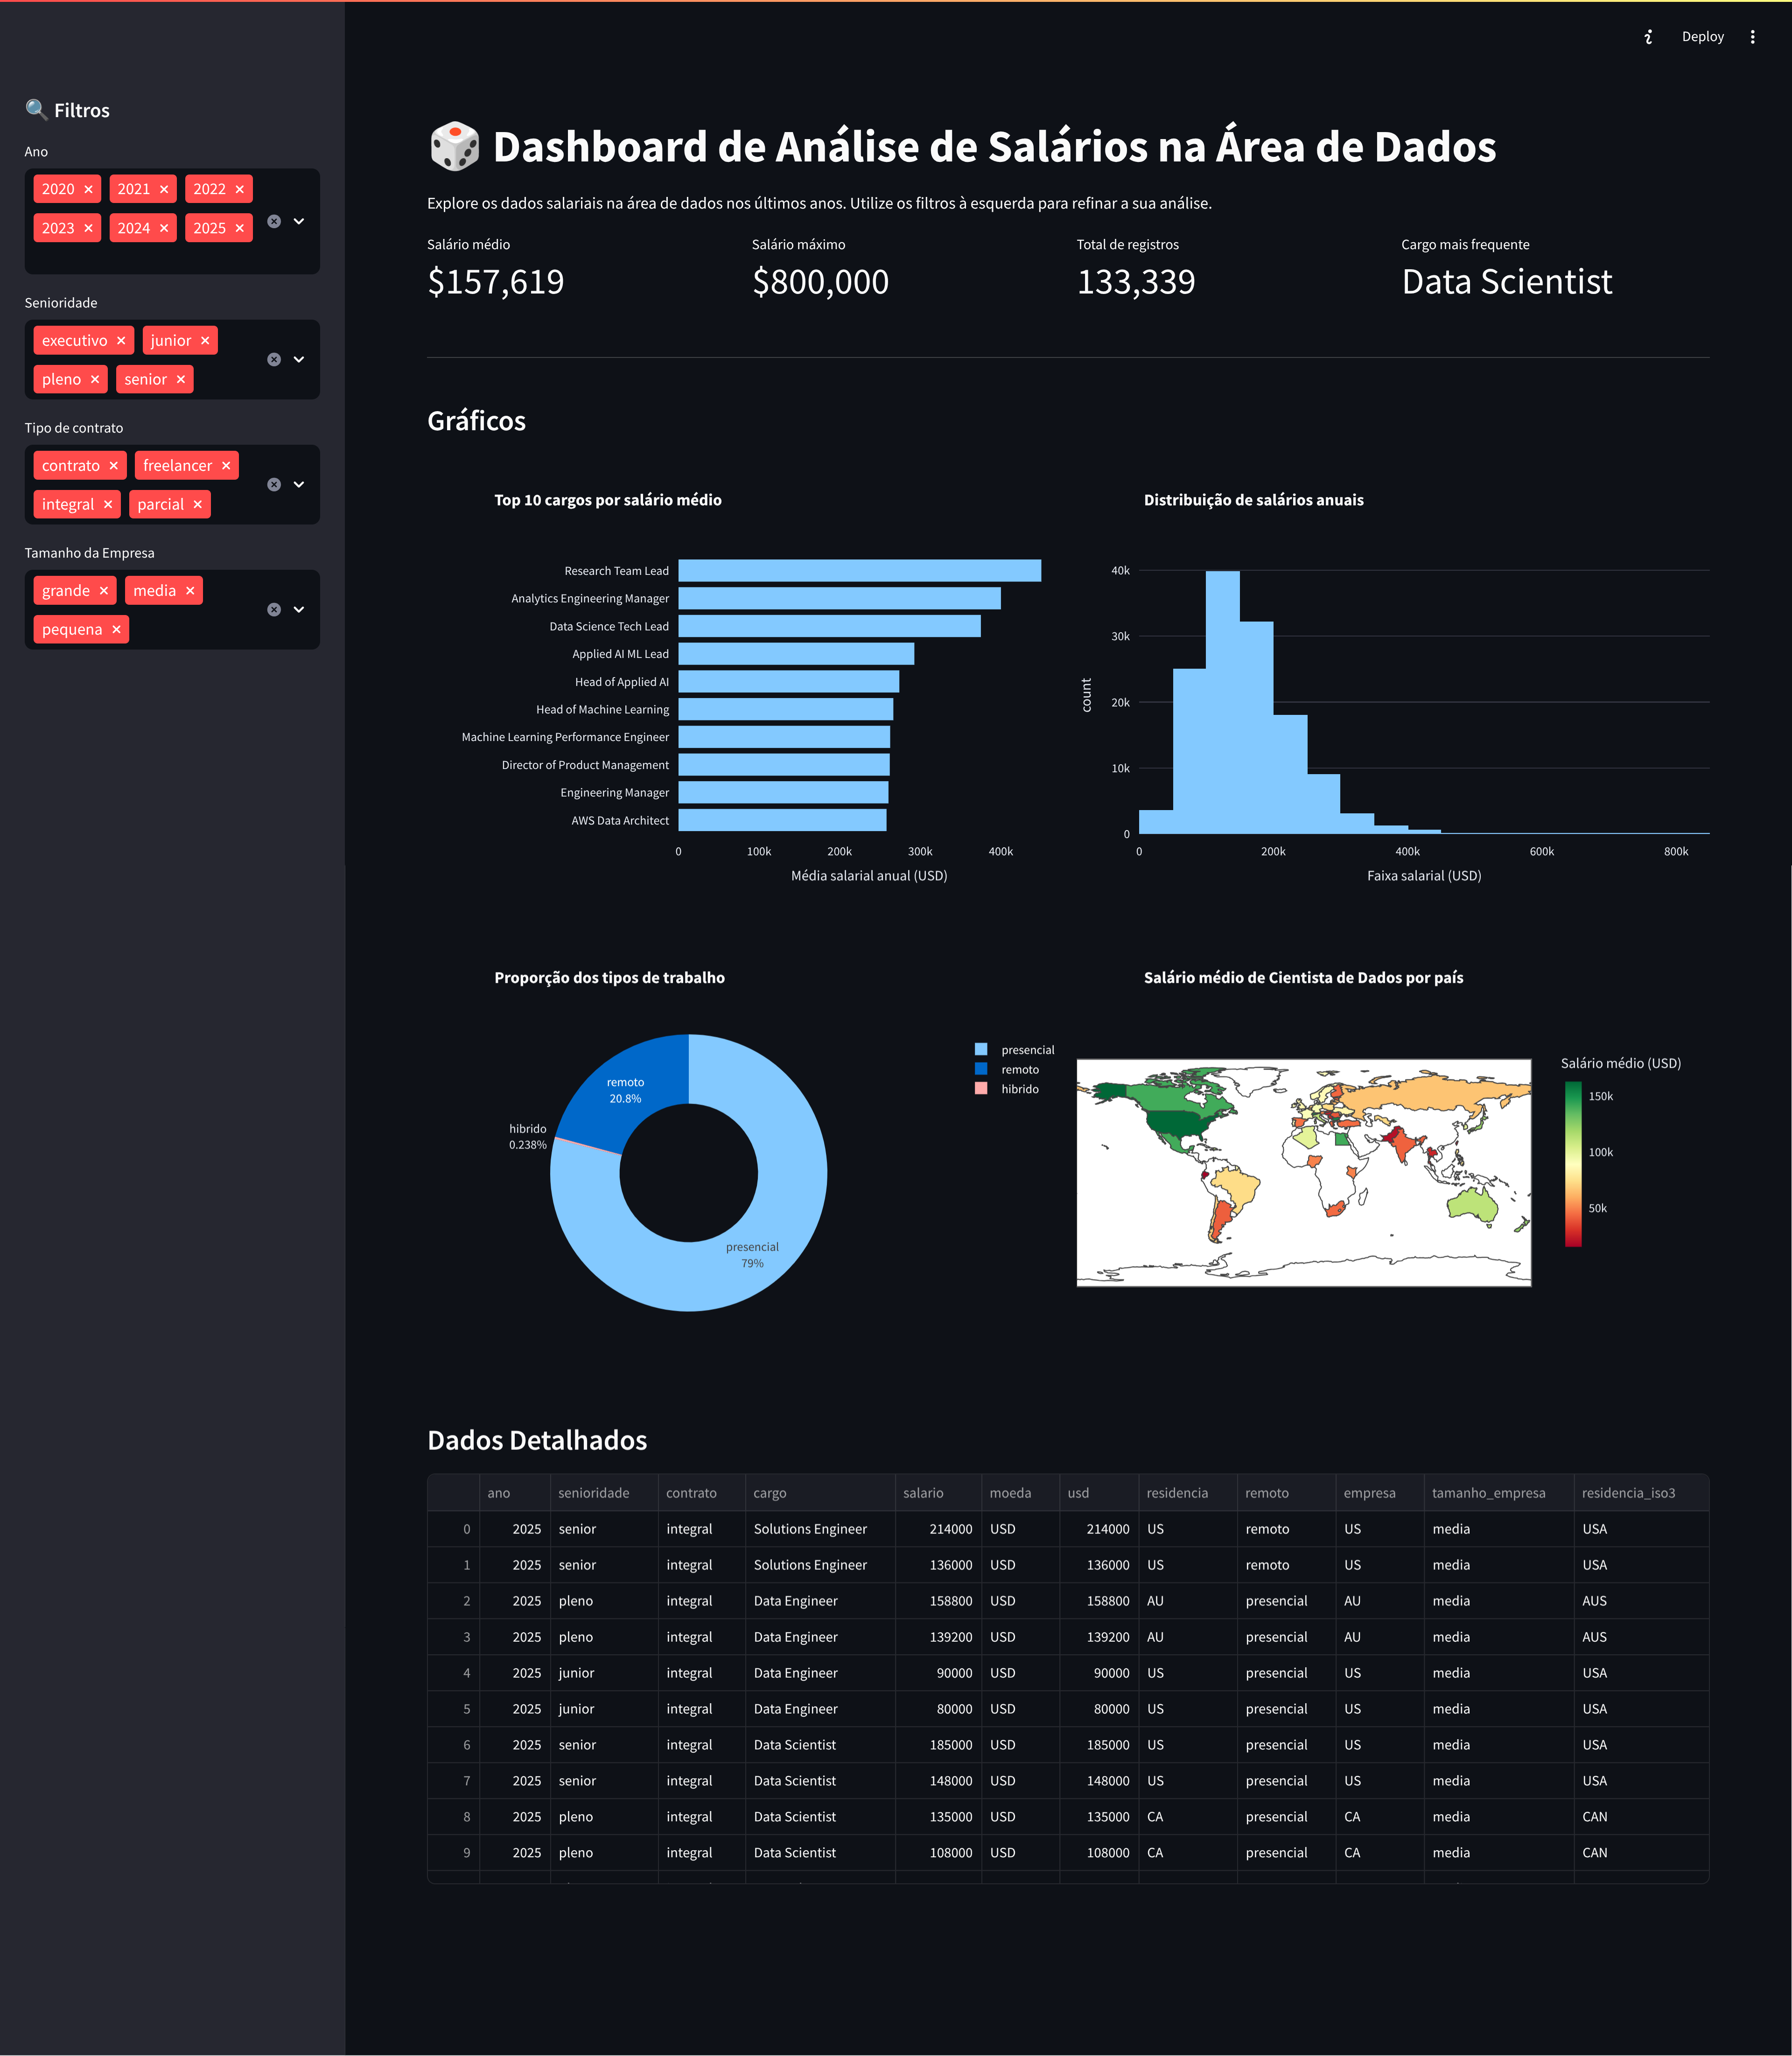 Deploy
🔍 Filtros
Ano
2020 × 2021 × 2022 ×
2023 × 2024 × 2025 ×
Senioridade
executivo × junior ×
pleno × senior ×
Tipo de contrato
contrato × freelancer ×
integral × parcial ×
Tamanho da Empresa
grande × media ×
pequena ×
🎲 Dashboard de Análise de Salários na Área de Dados
Explore os dados salariais na área de dados nos últimos anos. Utilize os filtros à esquerda para refinar a sua análise.
Salário médio
$157,619
Salário máximo
$800,000
Total de registros
133,339
Cargo mais frequente
Data Scientist
Gráficos
Top 10 cargos por salário médio
Research Team Lead
Analytics Engineering Manager
Data Science Tech Lead
Applied AI ML Lead
Head of Applied AI
Head of Machine Learning
Machine Learning Performance Engineer
Director of Product Management
Engineering Manager
AWS Data Architect
0 100k 200k 300k 400k
Média salarial anual (USD)
Distribuição de salários anuais
count
40k
30k
20k
10k
0
0 200k 400k 600k 800k
Faixa salarial (USD)
Proporção dos tipos de trabalho
remoto
20.8%
hibrido
0.238%
presencial
79%
presencial
remoto
hibrido
Salário médio de Cientista de Dados por país
Salário médio (USD)
150k
100k
50k
Dados Detalhados
ano senioridade contrato cargo salario moeda usd residencia remoto empresa tamanho_empresa residencia_iso3
0 2025 senior integral Solutions Engineer 214000 USD 214000 US remoto US media USA
1 2025 senior integral Solutions Engineer 136000 USD 136000 US remoto US media USA
2 2025 pleno integral Data Engineer 158800 USD 158800 AU presencial AU media AUS
3 2025 pleno integral Data Engineer 139200 USD 139200 AU presencial AU media AUS
4 2025 junior integral Data Engineer 90000 USD 90000 US presencial US media USA
5 2025 junior integral Data Engineer 80000 USD 80000 US presencial US media USA
6 2025 senior integral Data Scientist 185000 USD 185000 US presencial US media USA
7 2025 senior integral Data Scientist 148000 USD 148000 US presencial US media USA
8 2025 pleno integral Data Scientist 135000 USD 135000 CA presencial CA media CAN
9 2025 pleno integral Data Scientist 108000 USD 108000 CA presencial CA media CAN